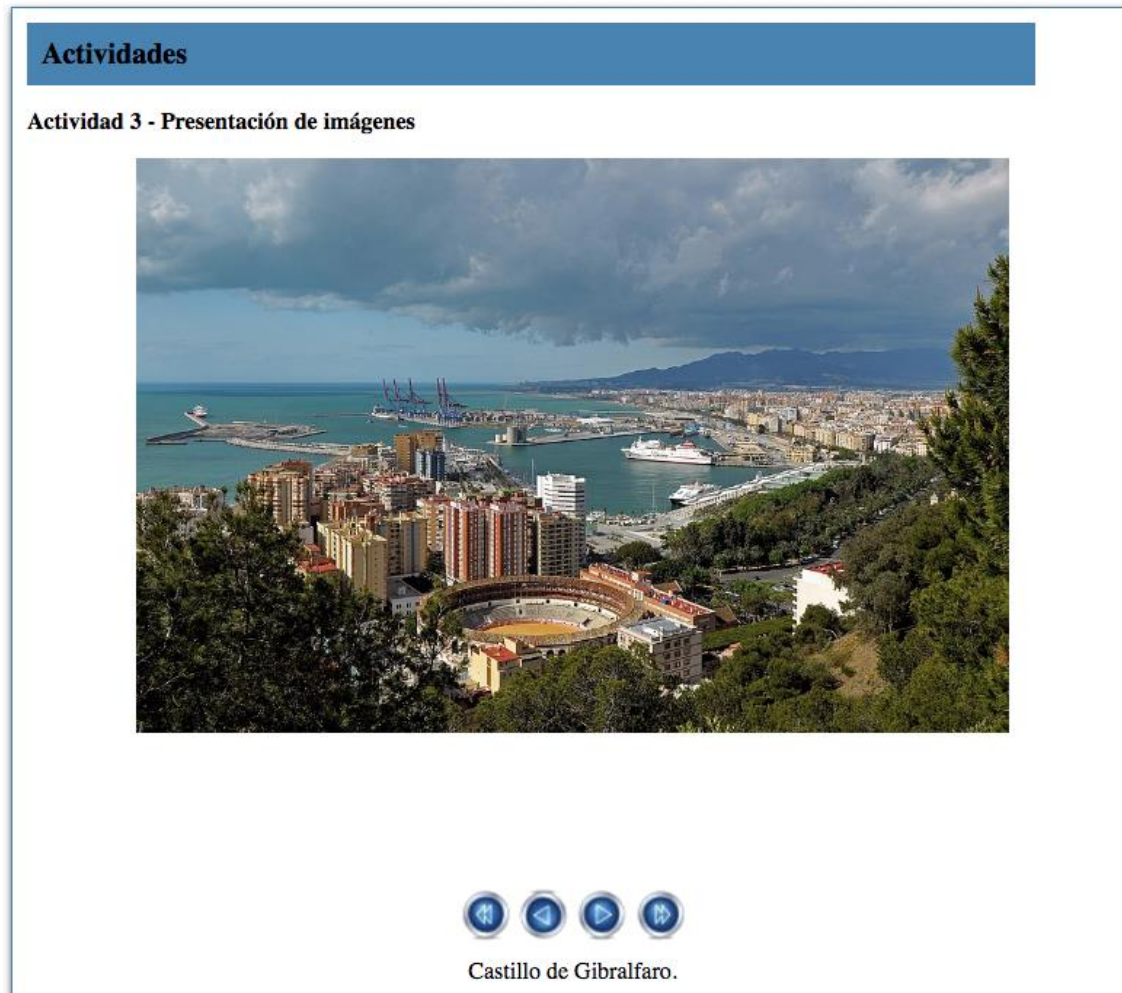 Actividades
Actividad 3 - Presentación de imágenes
Castillo de Gibralfaro.